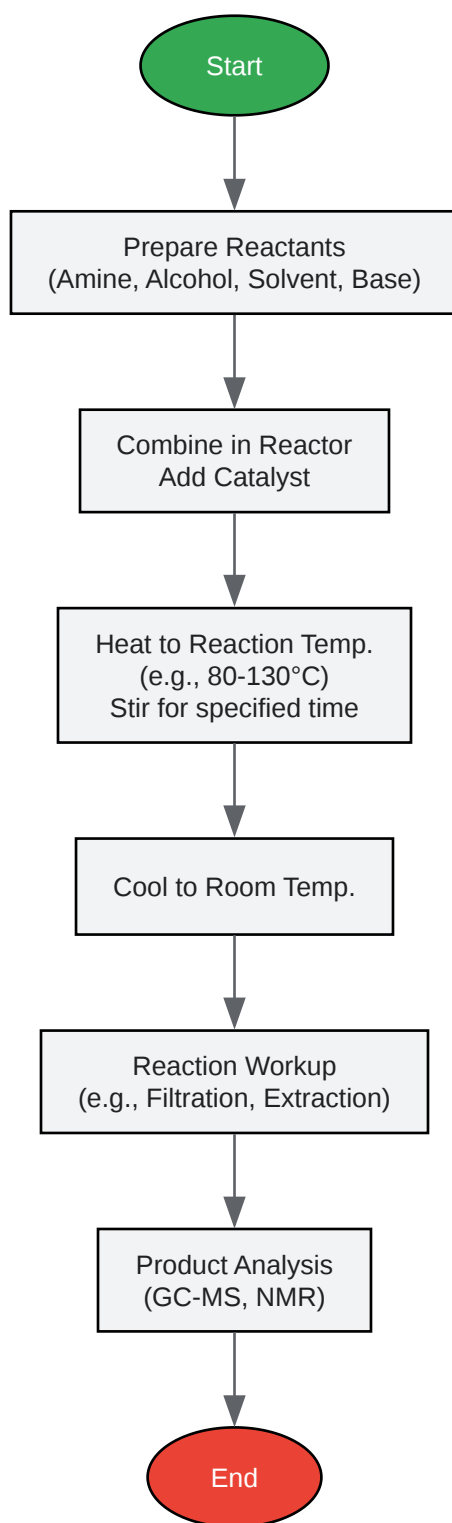 Start
Prepare Reactants
(Amine, Alcohol, Solvent, Base)
Combine in Reactor
Add Catalyst
Heat to Reaction Temp.
(e.g., 80-130°C)
Stir for specified time
Cool to Room Temp.
Reaction Workup
(e.g., Filtration, Extraction)
Product Analysis
(GC-MS, NMR)
End